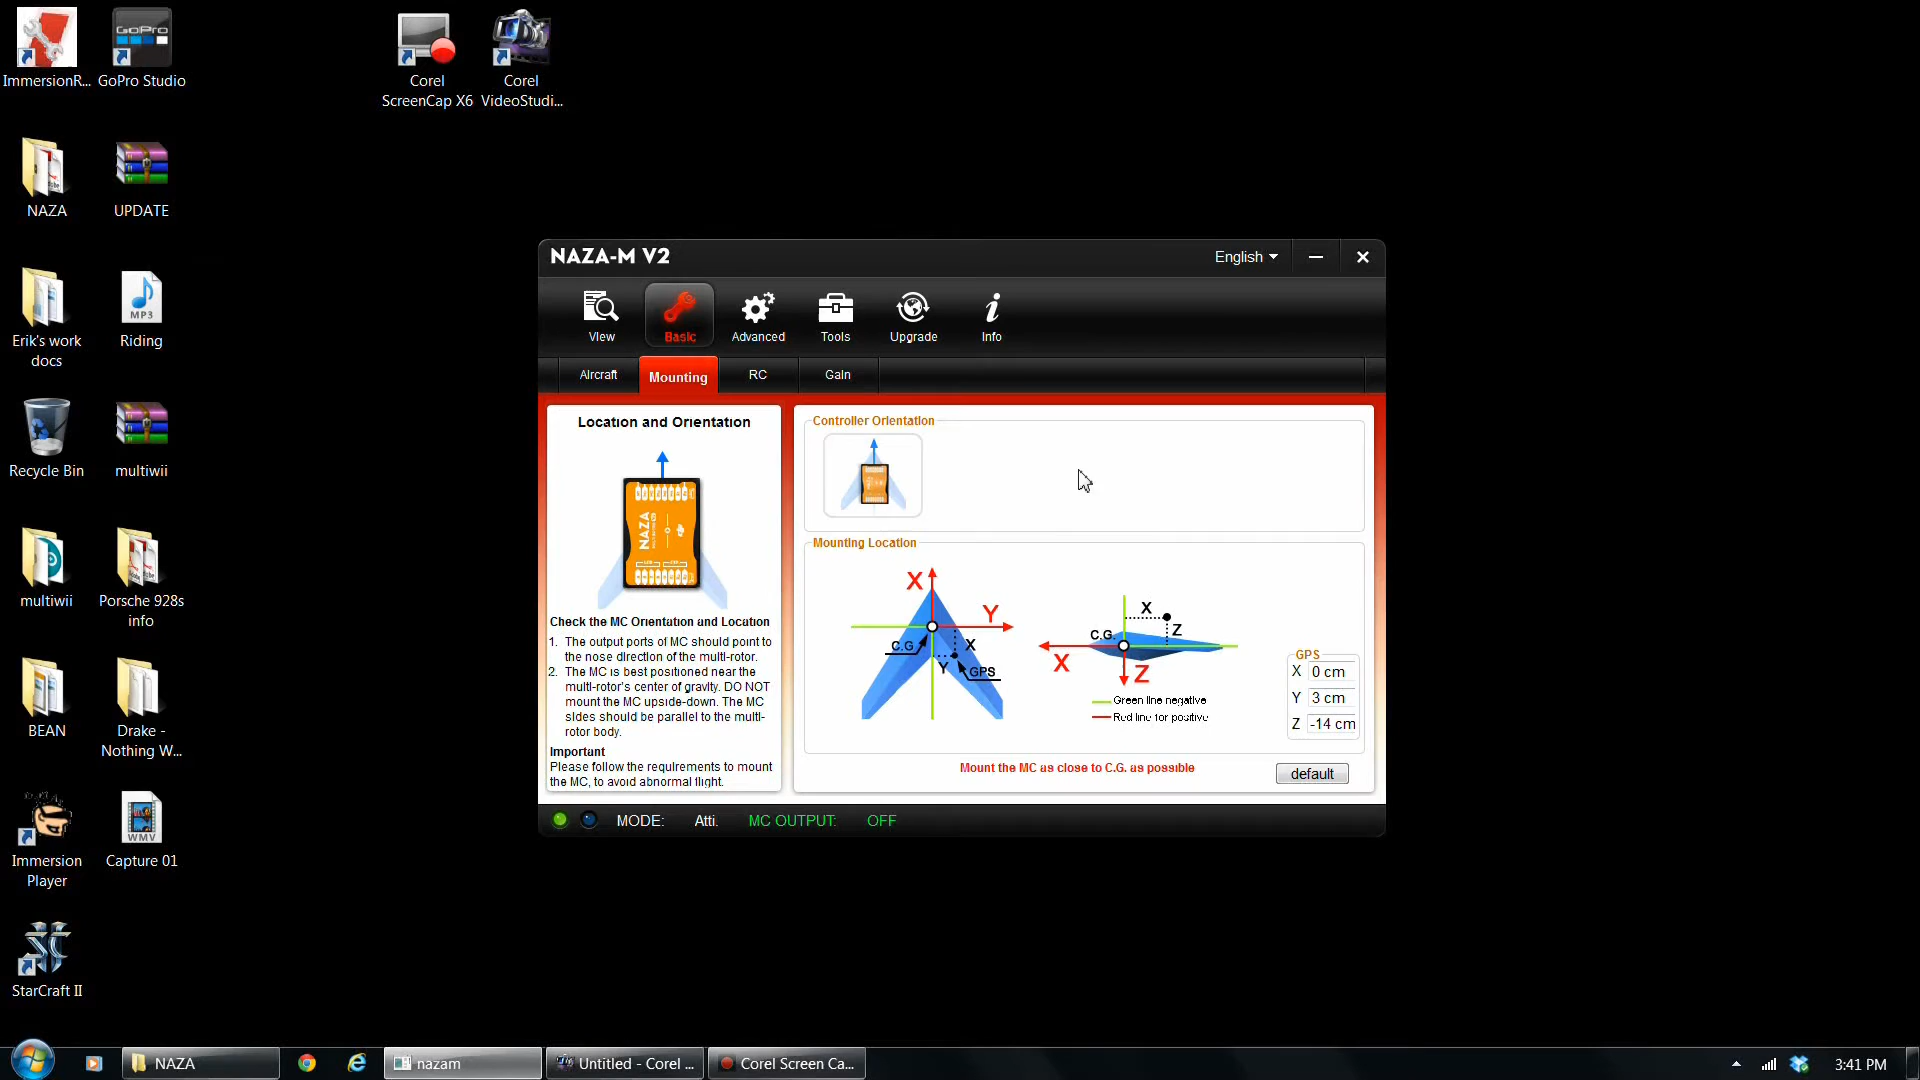 ImmersionR...
GoPro
GoPro Studio
Corel
ScreenCap X6
Corel
VideoStudi...
NAZA
UPDATE
MP3
Erik's work
docs
Riding
Recycle Bin
multiwii
multiwii
Porsche 928s
info
BEAN
Drake -
Nothing W...
WMV
Immersion
Player
Capture 01
StarCraft II
NAZA-M V2
English
View
Basic
Advanced
Tools
Upgrade
Info
Aircraft
Mounting
RC
Gain
Location and Orientation
NAZA
Check the MC Orientation and Location
1. The output ports of MC should point to
the nose direction of the multi-rotor.
2. The MC is best positioned near the
multi-rotor's center of gravity. DO NOT
mount the MC upside-down. The MC
sides should be parallel to the multi-
rotor body.
Important
Please follow the requirements to mount
the MC, to avoid abnormal flight.
Controller Orientation
Mounting Location
X
Y
C.G
X
Y
GPS
X
C.G.
Z
X
Z
Green line negative
Red line for positive
GPS
X 0 cm
Y 3 cm
Z -14 cm
Mount the MC as close to C.G. as possible
default
MODE: Atti. MC OUTPUT: OFF
NAZA
nazam
Untitled - Corel ...
Corel Screen Ca...
3:41 PM